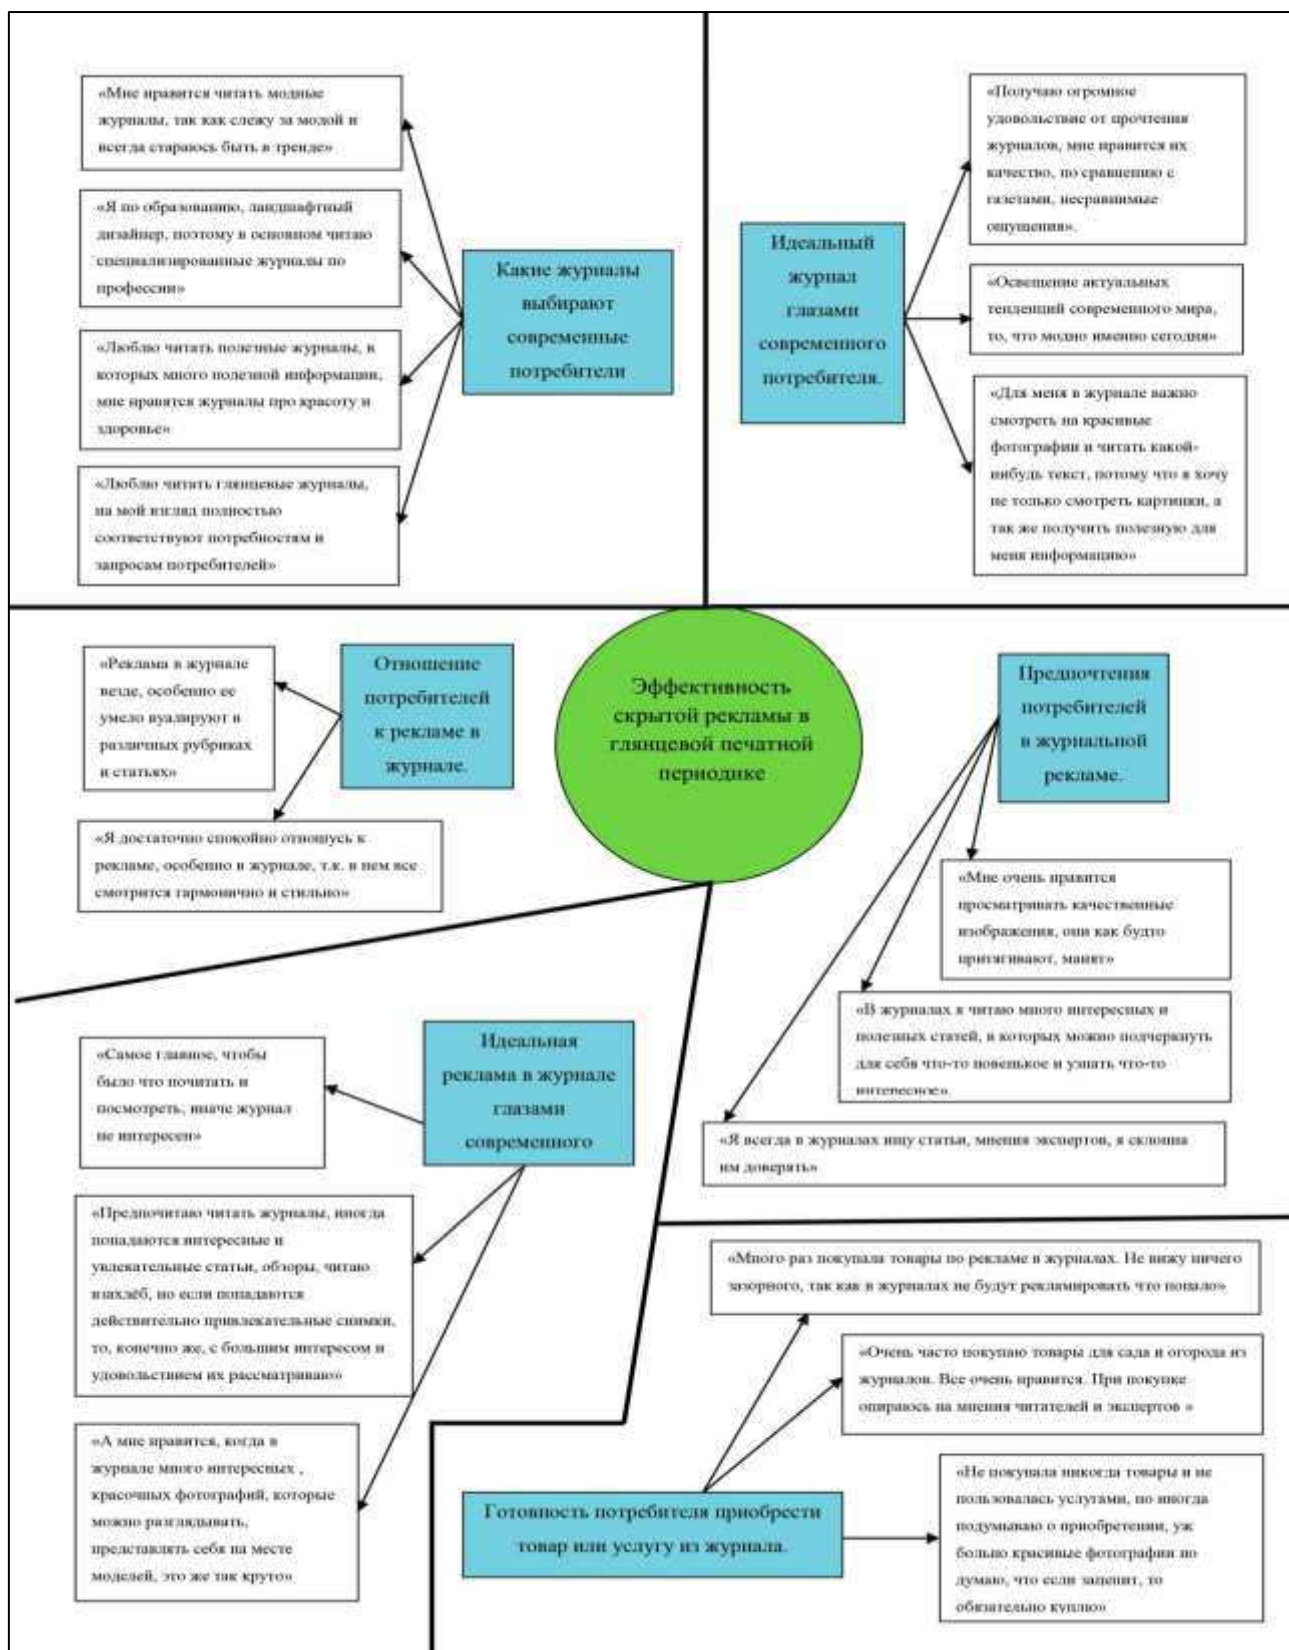 «Мне нравится читать модные
журналы, так как слежу за модой и
всегда стараюсь быть в тренде»
«Я по образованию, ландшафтный
дизайнер, поэтому в основном читаю
специализированные журналы по
профессии»
«Люблю читать полезные журналы, в
которых много полезной информации,
мне нравятся журналы про красоту и
здоровье»
«Люблю читать глянцевые журналы,
на мой взгляд полностью
соответствуют потребностям и
запросам потребителей»
Какие журналы
выбирают
современные
потребители
Идеальный
журнал
глазами
современного
потребителя.
«Получаю огромное
удовольствие от прочтения
журналов, мне нравится их
качество, по сравнению с
газетами, несравнимые
ощущения».
«Освещение актуальных
тенденций современного мира,
то, что модно именно сегодня»
«Для меня в журнале важно
смотреть на красивые
фотографии и читать какой-
нибудь текст, потому что я хочу
не только смотреть картинки, а
так же получить полезную для
меня информацию»
«Реклама в журнале
везде, особенно ее
умело вуалируют в
различных рубриках
и статьях»
Отношение
потребителей
к рекламе в
журнале.
«Я достаточно спокойно отношусь к
рекламе, особенно в журнале, т.к. в нем все
смотрится гармонично и стильно»
Эффективность
скрытой рекламы в
глянцевой печатной
периодике
Предпочтения
потребителей
в журнальной
рекламе.
«Мне очень нравится
просматривать качественные
изображения, они как будто
притягивают, манят»
«В журналах я читаю много интересных и
полезных статей, в которых можно подчеркнуть
для себя что-то новенькое и узнать что-то
интересное».
«Я всегда в журналах ищу статьи, мнения экспертов, я склонна
им доверять»
«Самое главное, чтобы
было что почитать и
посмотреть, иначе журнал
не интересен»
Идеальная
реклама в журнале
глазами
современного
«Предпочитаю читать журналы, иногда
попадаются интересные и
увлекательные статьи, обзоры, читаю
взахлёб, но если попадаются
действительно привлекательные снимки,
то, конечно же, с большим интересом и
удовольствием их рассматриваю»
«А мне нравится, когда в
журнале много интересных ,
красочных фотографий, которые
можно разглядывать,
представлять себя на месте
моделей, это же так круто»
«Много раз покупала товары по рекламе в журналах. Не вижу ничего
зазорного, так как в журналах не будут рекламировать что попало»
«Очень часто покупаю товары для сада и огорода из
журналов. Все очень нравится. При покупке
опираюсь на мнения читателей и экспертов »
Готовность потребителя приобрести
товар или услугу из журнала.
«Не покупала никогда товары и не
пользовалась услугами, но иногда
подумываю о приобретении, уж
больно красивые фотографии но
думаю, что если зацепит, то
обязательно куплю»